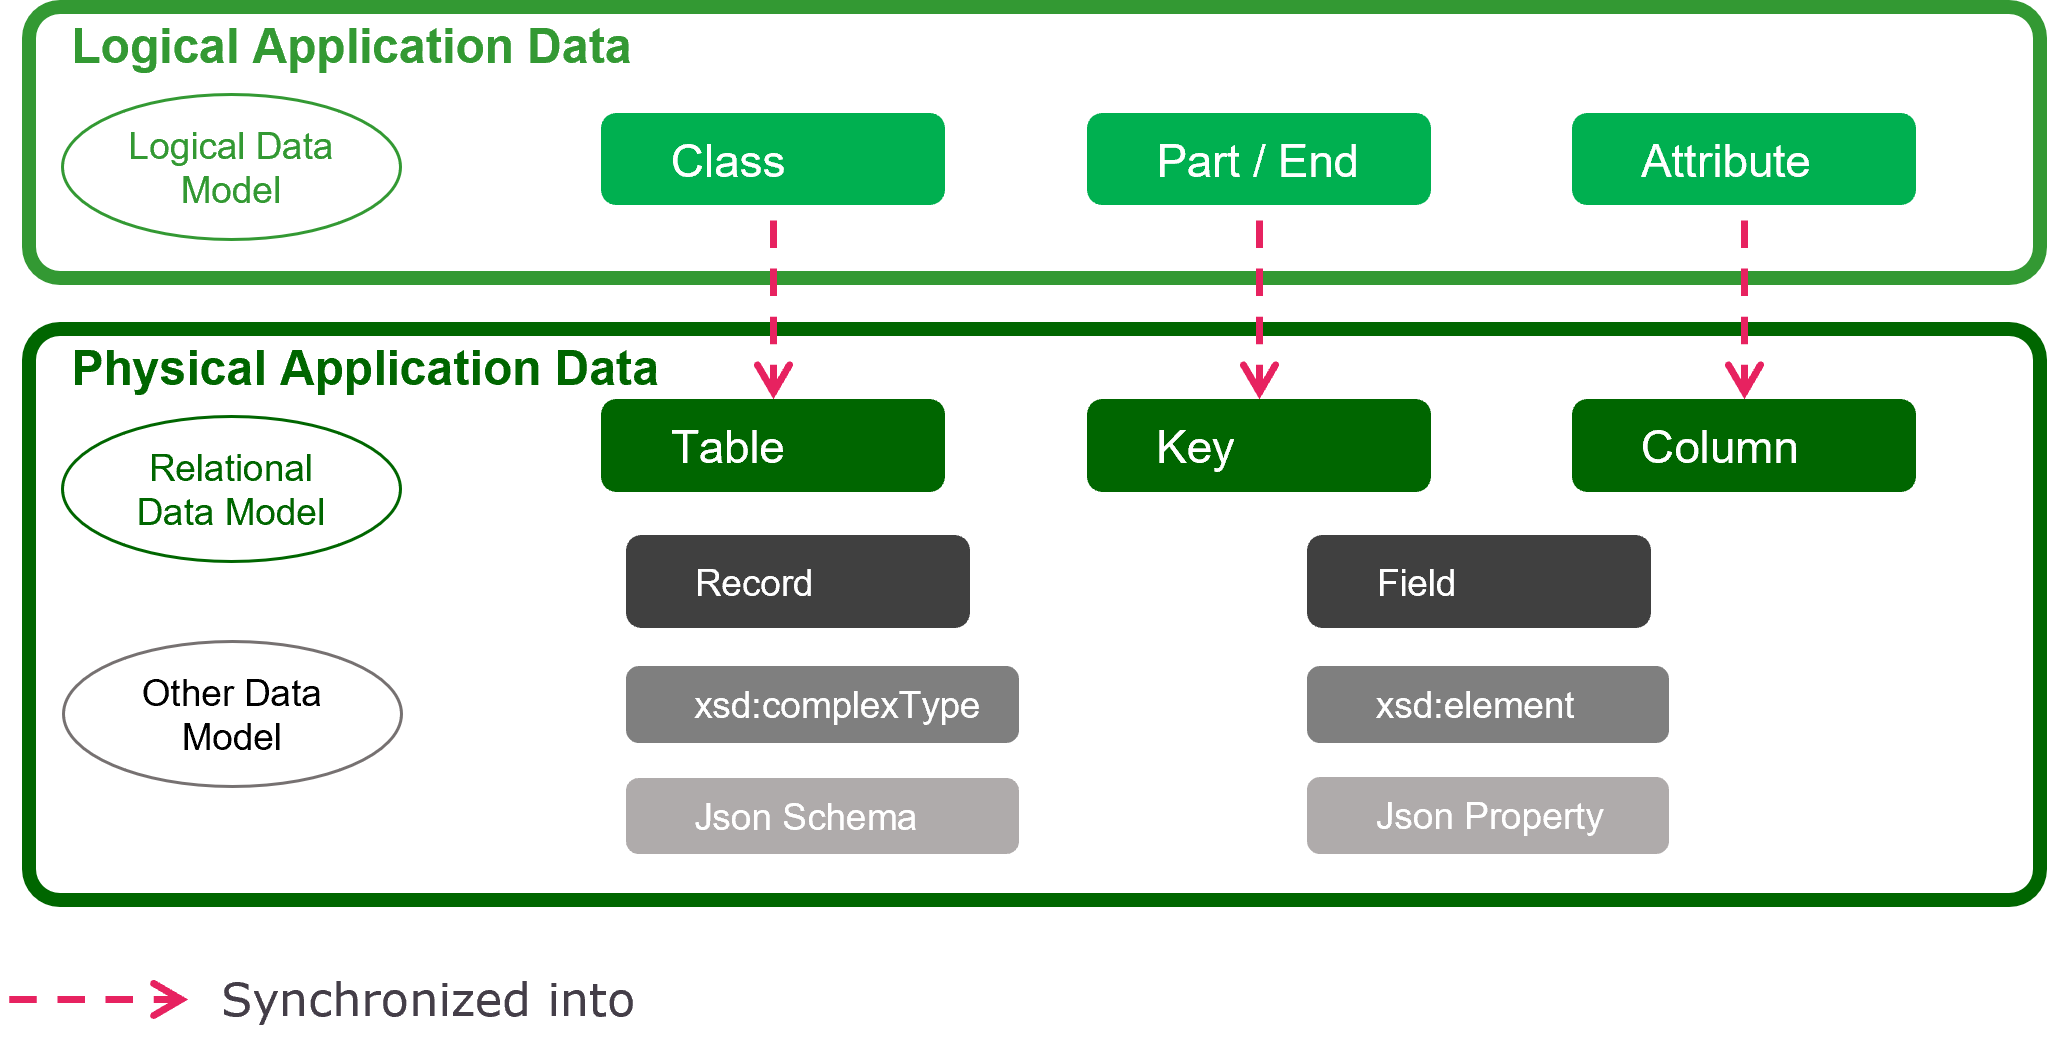 Logical Application Data
Logical Data
Model
Class
Part / End
Attribute
Physical Application Data
Relational
Data Model
Table
Key
Column
Record
Field
Other Data
Model
xsd:complexType
xsd:element
Json Schema
Json Property
Synchronized into